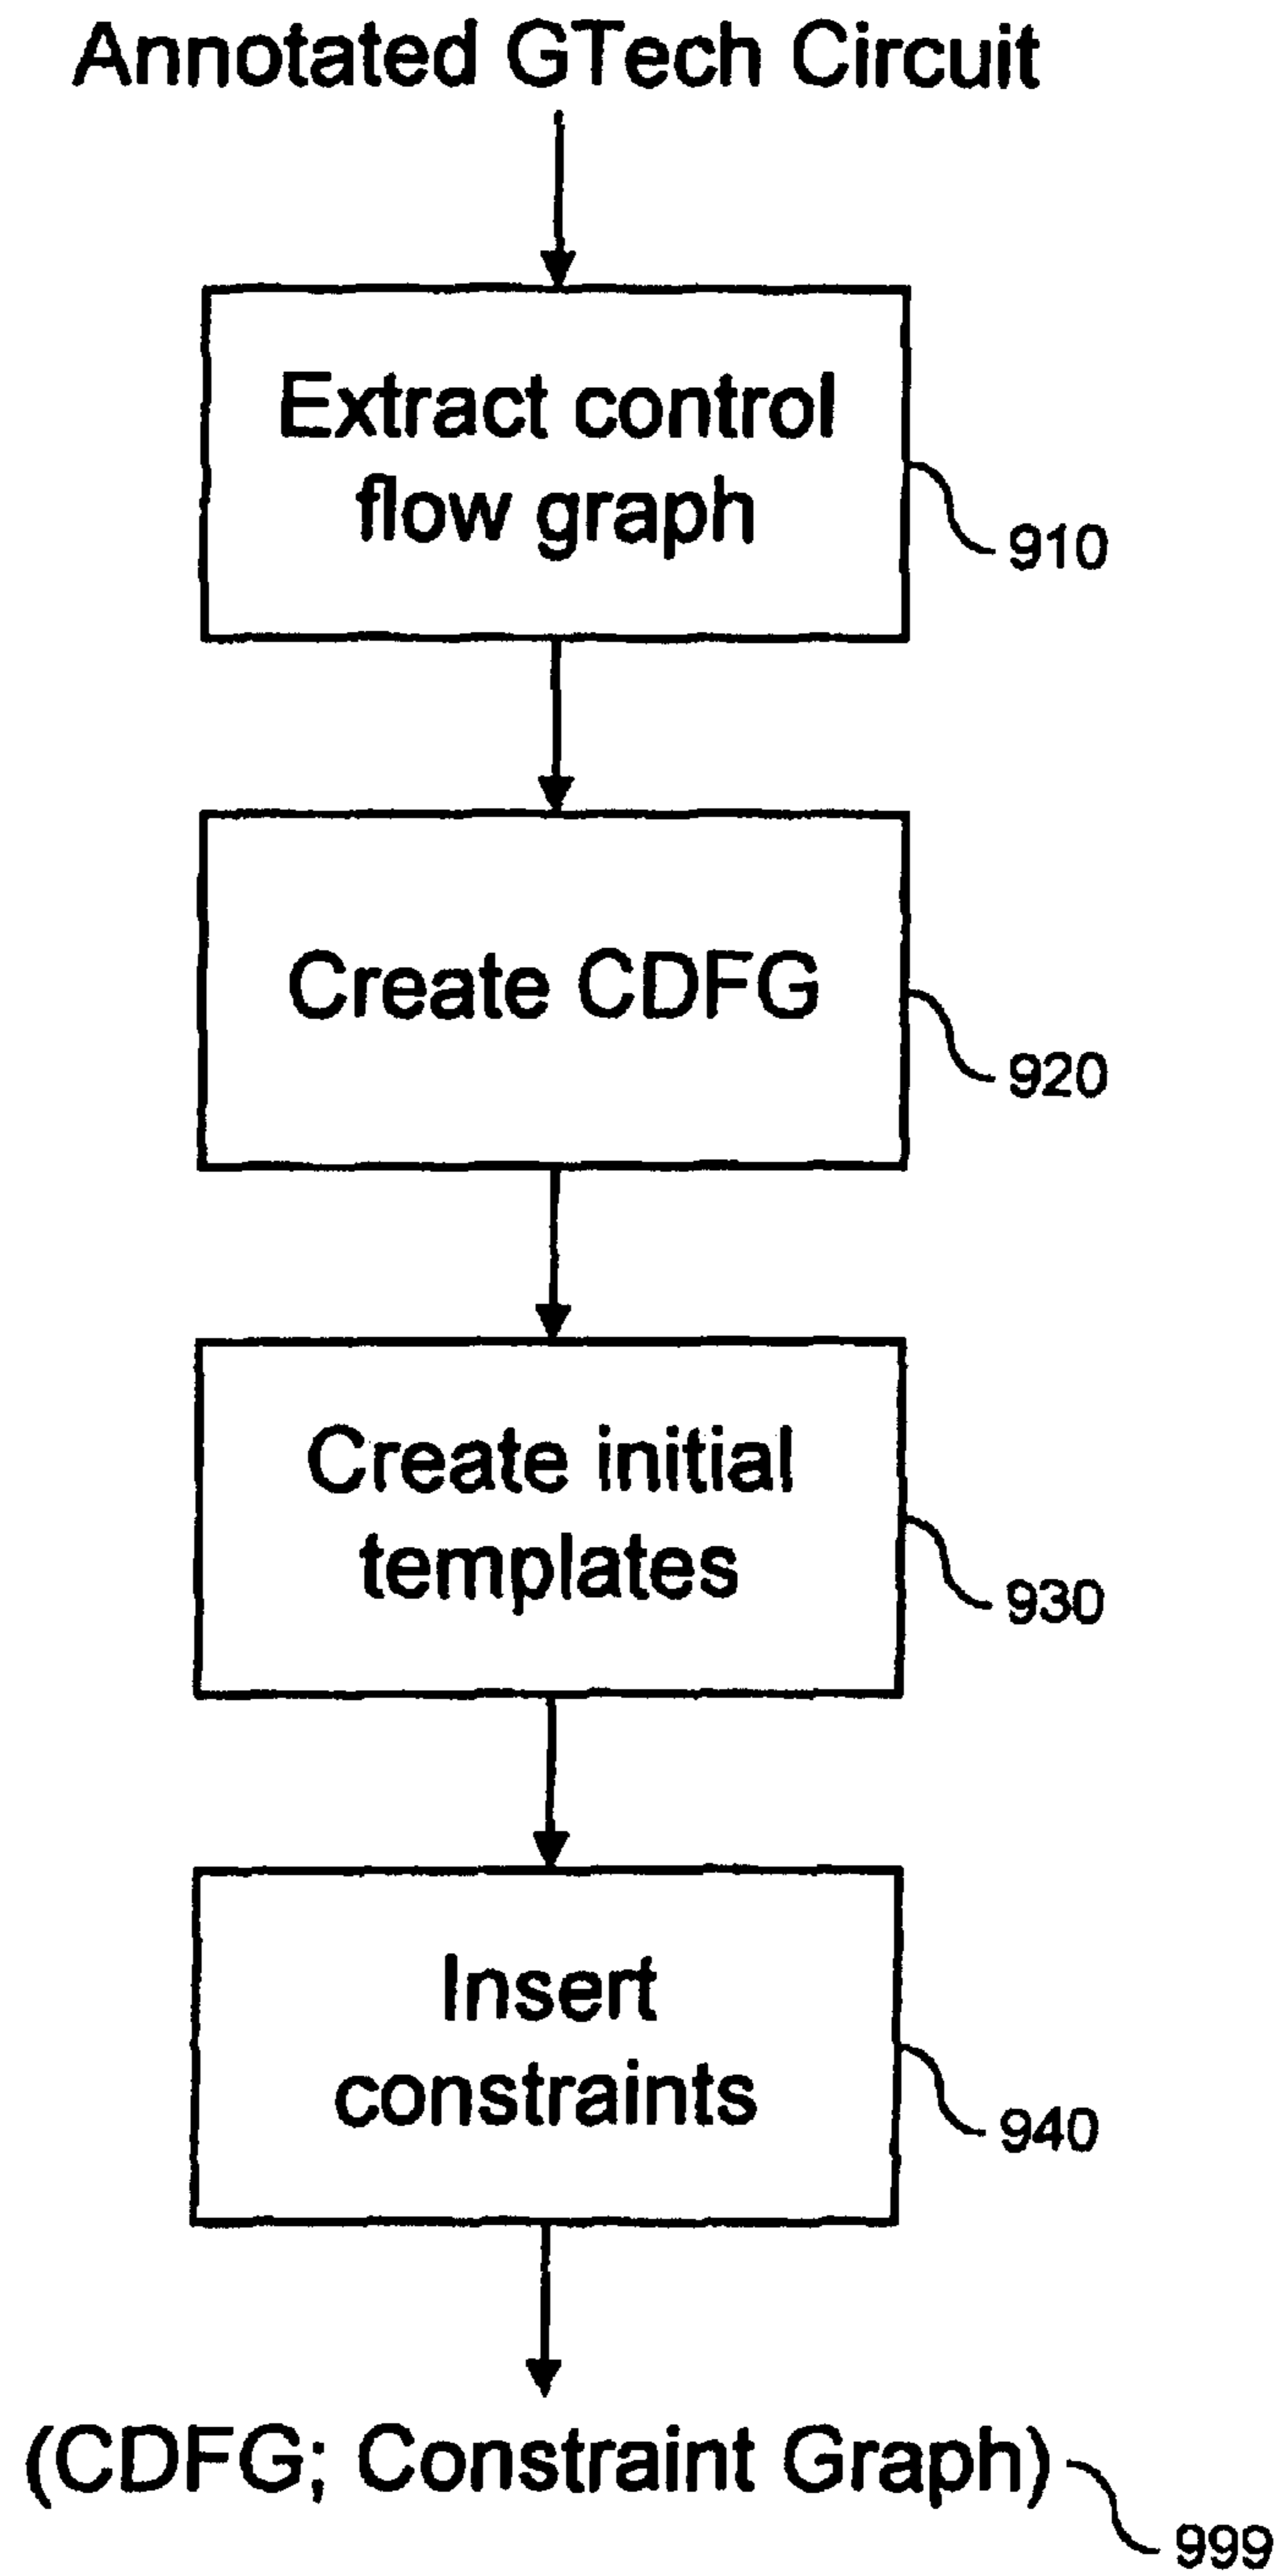 Annotated GTech Circuit
Extract control
flow graph
910
Create CDFG
920
Create initial
templates
930
Insert
constraints
940
(CDFG; Constraint Graph)
999